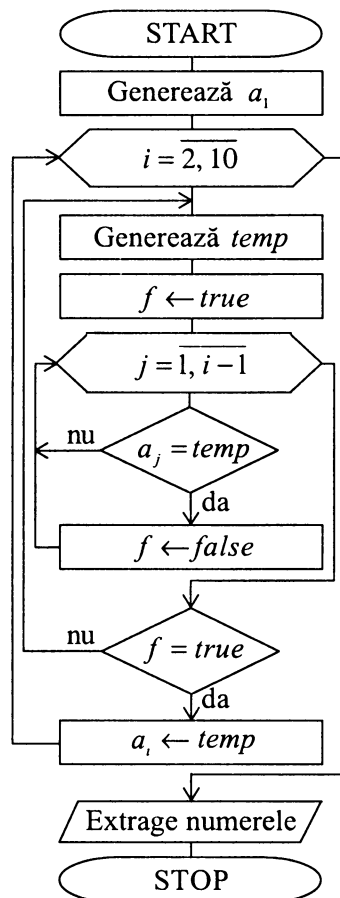 START
Generează a₁
i = 2, 10
Generează temp
f ← true
j = 1, i − 1
nu
aⱼ = temp
da
f ← false
nu
f = true
da
aᵢ ← temp
Extrage numerele
STOP